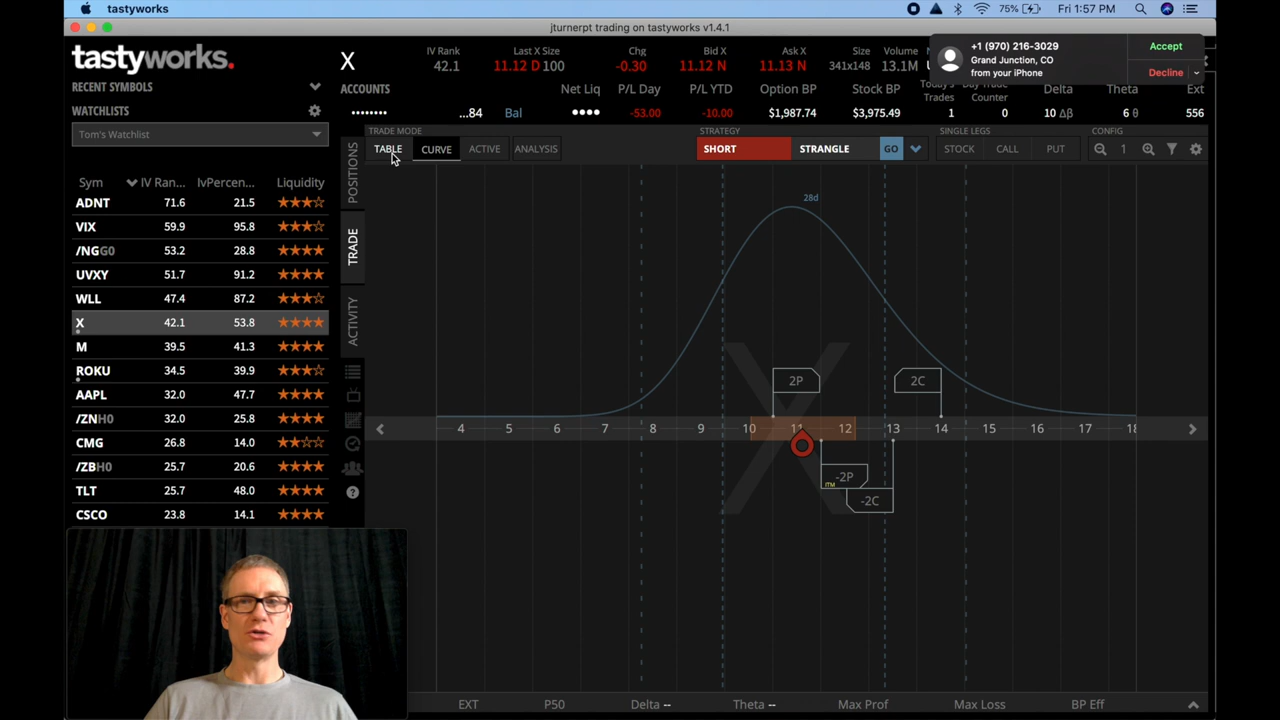 tastyworks
75%
Fri 1:57 PM
jturnerpt trading on tastyworks v1.4.1
tastyworks.
X
IV Rank
42.1
Last X Size
11.12 D 100
Chg
-0.30
Bid X
11.12 N
Ask X
11.13 N
Size
341x148
Volume
13.1M
+1 (970) 216-3029
Grand Junction, CO
from your iPhone
Accept
Decline
RECENT SYMBOLS
ACCOUNTS
Net Liq
P/L Day
P/L YTD
Option BP
Stock BP
Trades
Counter
Delta
Theta
Ext
•••••••• ...84
Bal
••••
-53.00
-10.00
$1,987.74
$3,975.49
1
0
10 Δβ
6 θ
556
WATCHLISTS
Tom's Watchlist
TRADE MODE
TABLE
CURVE
ACTIVE
ANALYSIS
STRATEGY
SHORT
STRANGLE
GO
SINGLE LEGS
STOCK
CALL
PUT
CONFIG
1
Sym
IV Ran...
IvPercen...
Liquidity
ADNT 71.6 21.5 ★★★☆
VIX 59.9 95.8 ★★★☆
/NGG0 53.2 28.8 ★★★★
UVXY 51.7 91.2 ★★★★
WLL 47.4 87.2 ★★★☆
X 42.1 53.8 ★★★★
M 39.5 41.3 ★★★★
ROKU 34.5 39.9 ★★★☆
AAPL 32.0 47.7 ★★★★
/ZNH0 32.0 25.8 ★★★★
CMG 26.8 14.0 ★★☆☆
/ZBH0 25.7 20.6 ★★★★
TLT 25.7 48.0 ★★★★
CSCO 23.8 14.1 ★★★★
POSITIONS
TRADE
ACTIVITY
28d
X
2P
2C
4 5 6 7 8 9 10 11 12 13 14 15 16 17 18
-2P
ITM
-2C
EXT
P50
Delta --
Theta --
Max Prof
Max Loss
BP Eff